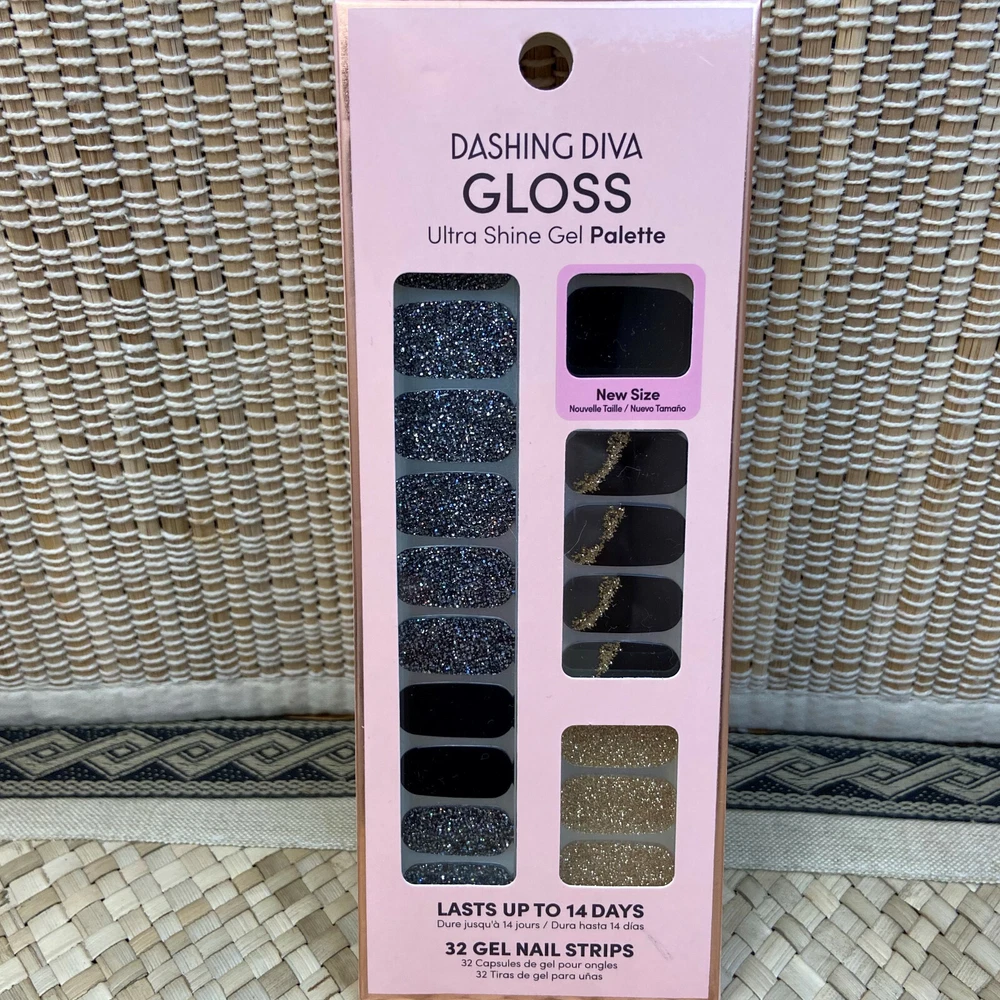 DASHING DIVA
GLOSS
Ultra Shine Gel Palette
New Size
Nouvelle Taille / Nuevo Tamaño
LASTS UP TO 14 DAYS
Dure jusqu'à 14 jours / Dura hasta 14 días
32 GEL NAIL STRIPS
32 Capsules de gel pour ongles
32 Tiras de gel para uñas